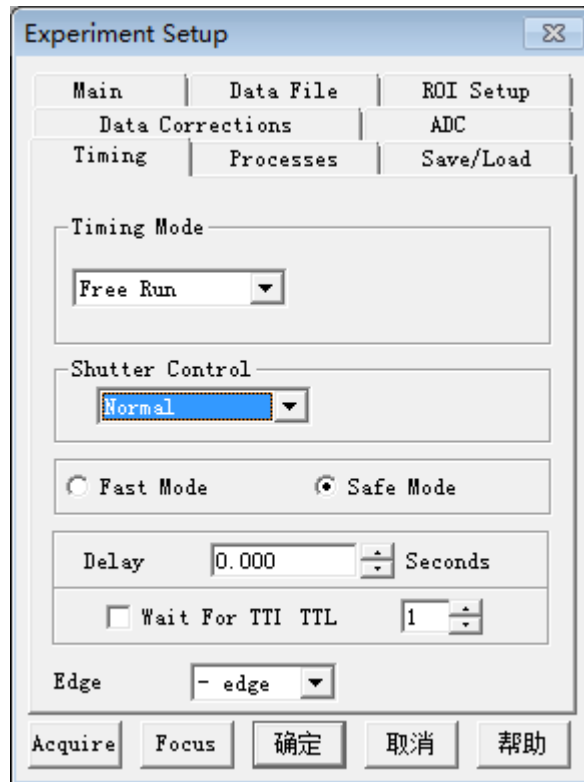 Experiment Setup
Main Data File ROI Setup
Data Corrections ADC
Timing Processes Save/Load
Timing Mode
Free Run
Shutter Control
Normal
Fast Mode Safe Mode
Delay 0.000 Seconds
Wait For TTI TTL 1
Edge - edge
Acquire Focus 确定 取消 帮助